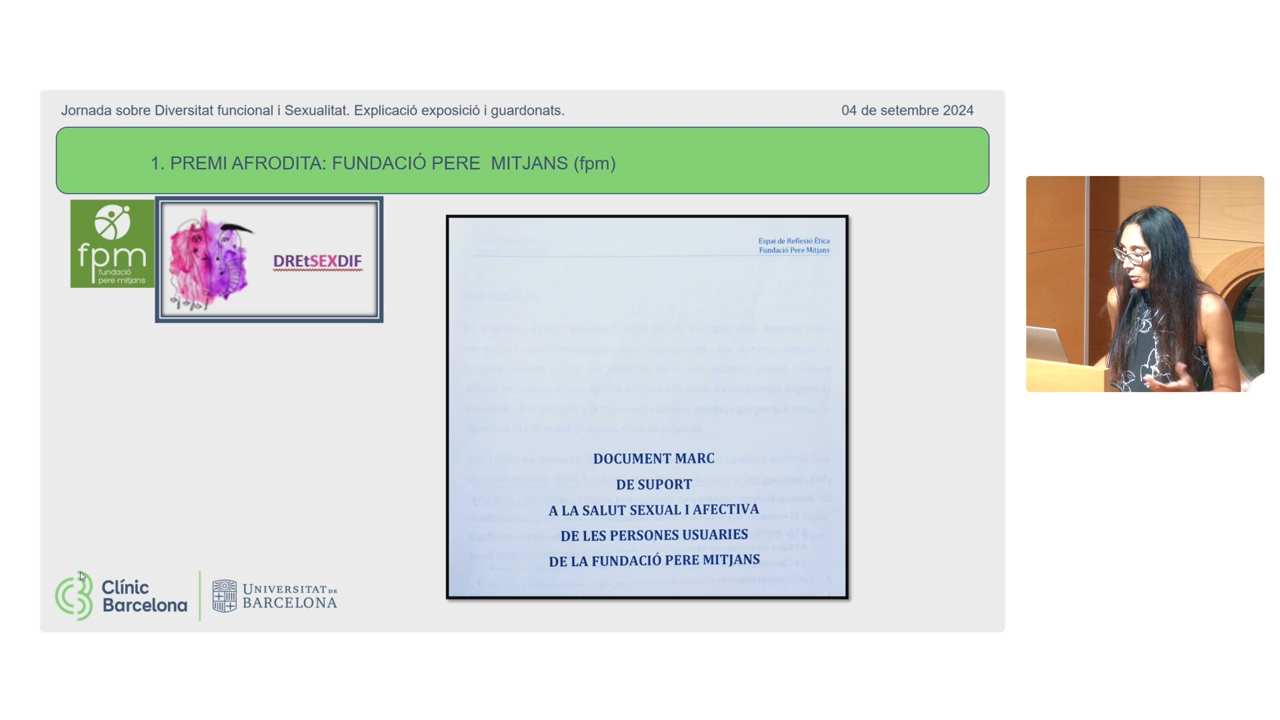 Jornada sobre Diversitat funcional i Sexualitat. Explicació exposició i guardonats.
04 de setembre 2024
1. PREMI AFRODITA: FUNDACIÓ PERE MITJANS (fpm)
fpm
fundació
pere mitjans
DREtSEXDIF
Espai de Reflexió Ètica
Fundació Pere Mitjans
DOCUMENT MARC
DE SUPORT
A LA SALUT SEXUAL I AFECTIVA
DE LES PERSONES USUARIES
DE LA FUNDACIÓ PERE MITJANS
Clínic
Barcelona
UNIVERSITAT DE
BARCELONA